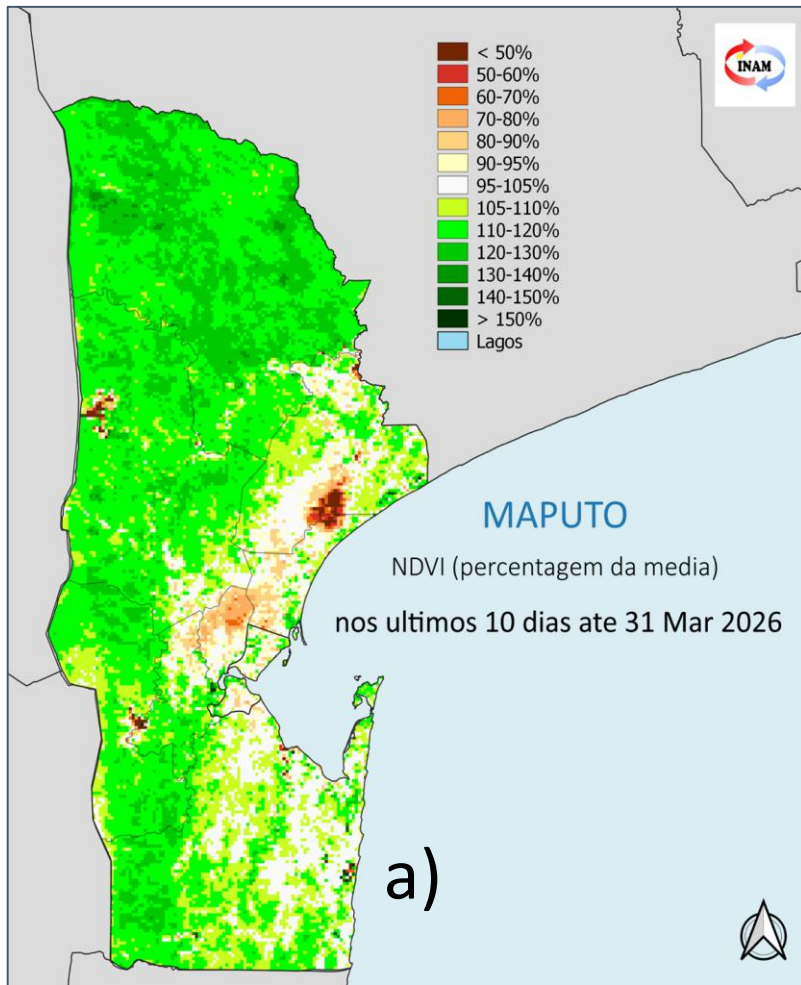 < 50%
50-60%
60-70%
70-80%
80-90%
90-95%
95-105%
105-110%
110-120%
120-130%
130-140%
140-150%
> 150%
Lagos
INAM
MAPUTO
NDVI (percentagem da media)
nos ultimos 10 dias ate 31 Mar 2026
a)